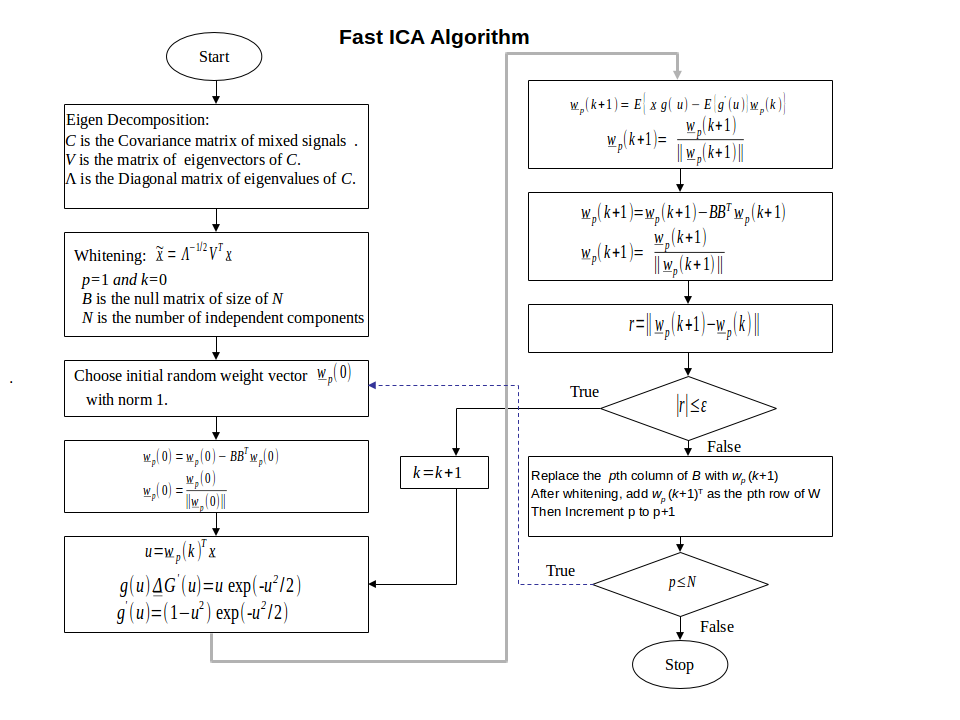 Fast ICA Algorithm
Start
Eigen Decomposition:
C is the Covariance matrix of mixed signals .
V is the matrix of eigenvectors of C.
Λ is the Diagonal matrix of eigenvalues of C.
Whitening: x̃ = Λ^{−1/2} V^T x
p=1 and k=0
B is the null matrix of size of N
N is the number of independent components
Choose initial random weight vector w_p(0)
with norm 1.
w_p(0) = w_p(0) − BB^T w_p(0)
w_p(0) = w_p(0) / ||w_p(0)||
u = w_p(k)^T x
g(u) Δ G'(u) = u exp(-u^2/2)
g'(u) = (1−u^2) exp(-u^2/2)
w_p(k+1) = E{ x g( u) − E{g'(u)} w_p(k)}
w_p(k+1) = w_p(k+1) / || w_p(k+1) ||
w_p(k+1) = w_p(k+1) − BB^T w_p(k+1)
w_p(k+1) = w_p(k+1) / || w_p(k+1) ||
r = || w_p(k+1) − w_p(k) ||
|r| ≤ ε
True
False
k = k+1
Replace the pth column of B with w_p (k+1)
After whitening, add w_p (k+1)^T as the pth row of W
Then Increment p to p+1
p ≤ N
True
False
Stop
.